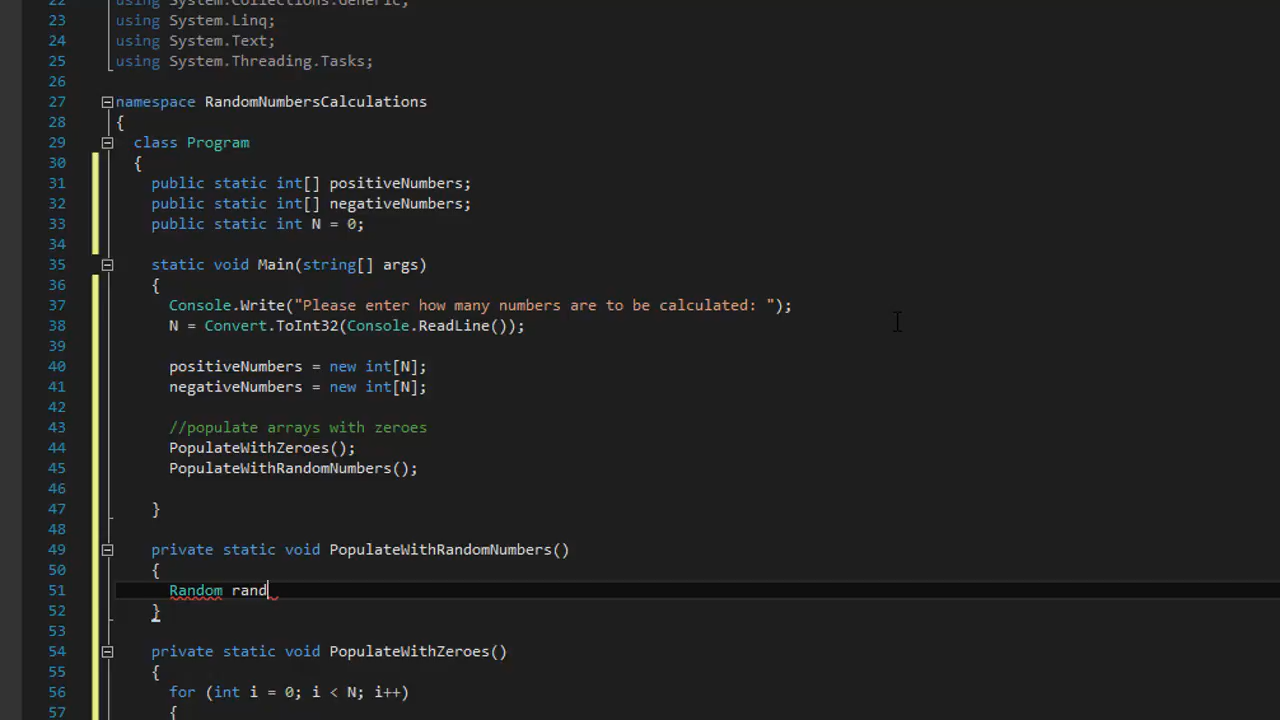 22 using System.Collections.Generic;
23 using System.Linq;
24 using System.Text;
25 using System.Threading.Tasks;
26
27 namespace RandomNumbersCalculations
28 {
29 class Program
30 {
31 public static int[] positiveNumbers;
32 public static int[] negativeNumbers;
33 public static int N = 0;
34
35 static void Main(string[] args)
36 {
37 Console.Write("Please enter how many numbers are to be calculated: ");
38 N = Convert.ToInt32(Console.ReadLine());
39
40 positiveNumbers = new int[N];
41 negativeNumbers = new int[N];
42
43 //populate arrays with zeroes
44 PopulateWithZeroes();
45 PopulateWithRandomNumbers();
46
47 }
48
49 private static void PopulateWithRandomNumbers()
50 {
51 Random rand
52 }
53
54 private static void PopulateWithZeroes()
55 {
56 for (int i = 0; i < N; i++)
57 {